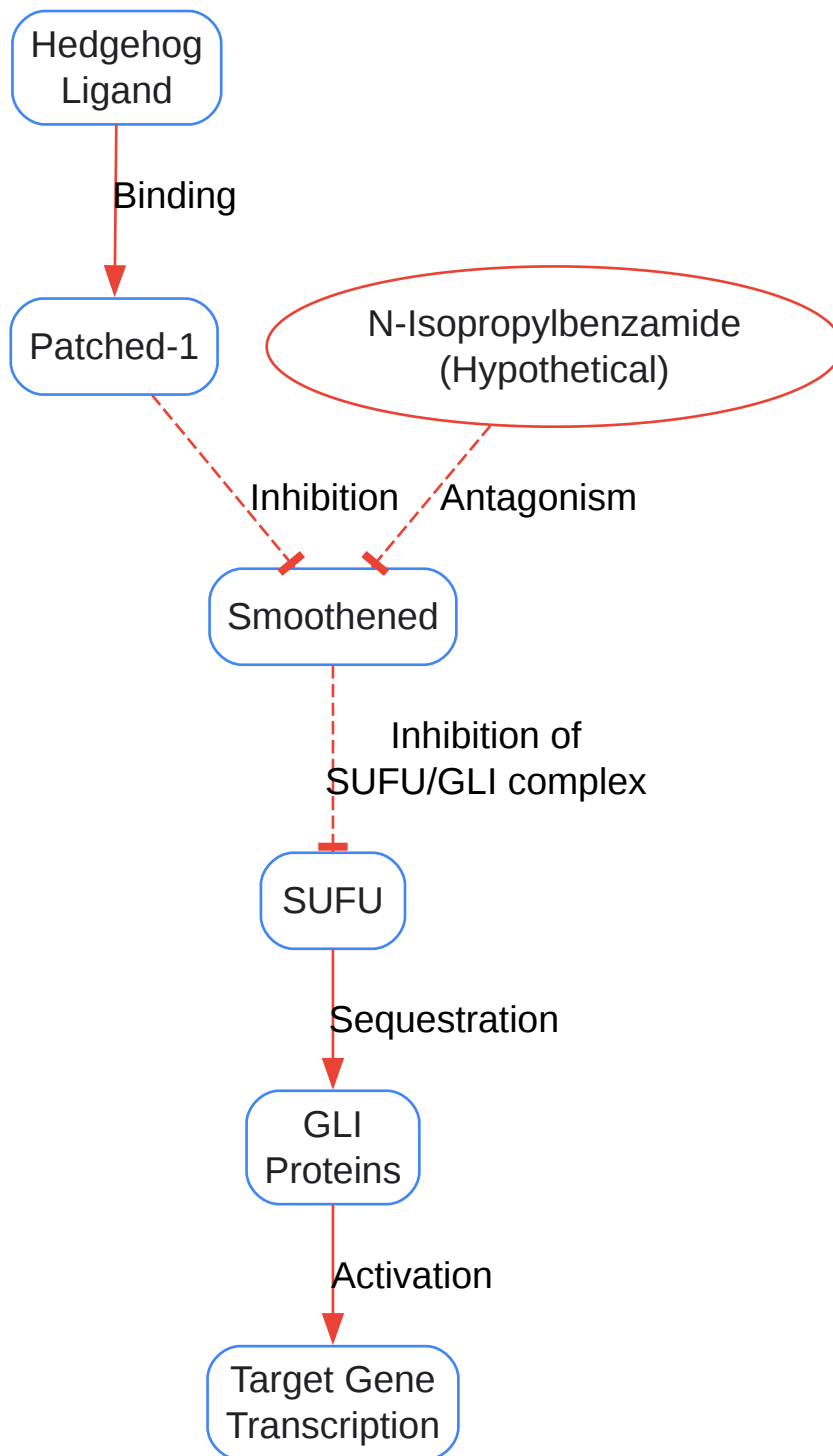 Hedgehog
Ligand
Binding
Patched-1
N-Isopropylbenzamide
(Hypothetical)
Inhibition
Antagonism
Smoothened
Inhibition of
SUFU/GLI complex
SUFU
Sequestration
GLI
Proteins
Activation
Target Gene
Transcription